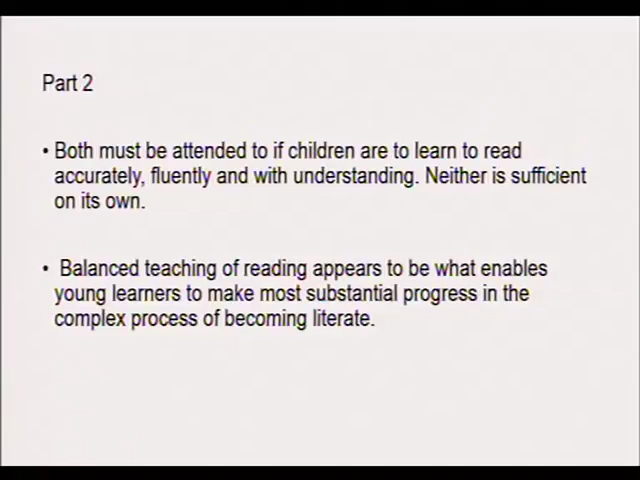 Part 2
• Both must be attended to if children are to learn to read
accurately, fluently and with understanding. Neither is sufficient
on its own.
• Balanced teaching of reading appears to be what enables
young learners to make most substantial progress in the
complex process of becoming literate.